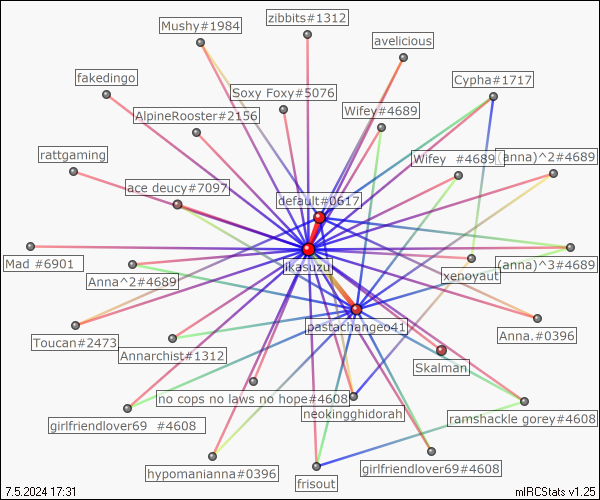 zibbits#1312
Mushy#1984
avelicious
fakedingo
Cypha#1717
Soxy Foxy#5076
AlpineRooster#2156
Wifey#4689
rattgaming
Wifey  #4689
(anna)^2#4689
ace deucy#7097
default#0617
Mad #6901
ikasuzu
Anna^2#4689
xenoyaut
(anna)^3#4689
pastachangeo41
Toucan#2473
Annarchist#1312
Anna.#0396
Skalman
no cops no laws no hope#4608
neokingghidorah
ramshackle gorey#4608
girlfriendlover69  #4608
hypomanianna#0396
frisout
girlfriendlover69#4608
7.5.2024 17:31
mIRCStats v1.25